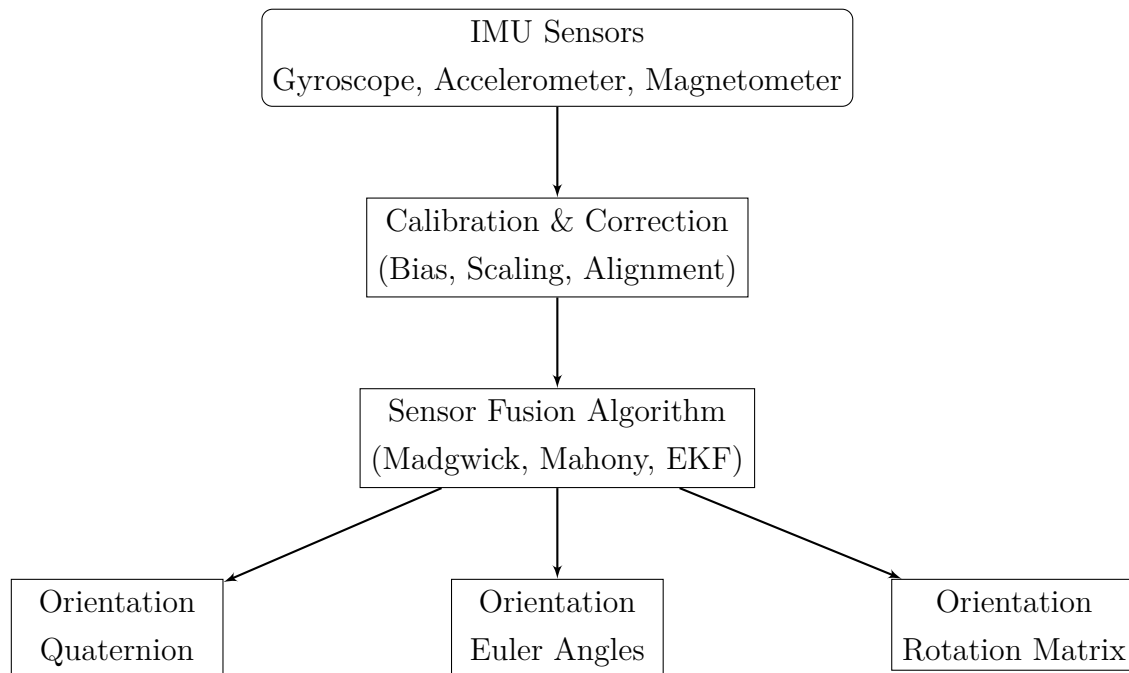 IMU Sensors
Gyroscope, Accelerometer, Magnetometer
Calibration & Correction
(Bias, Scaling, Alignment)
Sensor Fusion Algorithm
(Madgwick, Mahony, EKF)
Orientation
Quaternion
Orientation
Euler Angles
Orientation
Rotation Matrix